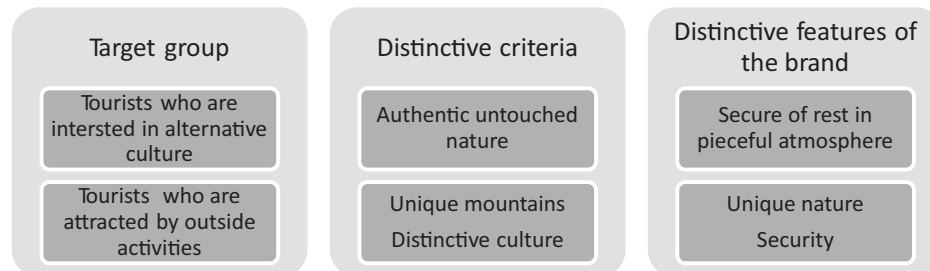 Target group
Tourists who are
intersted in alternative
culture
Tourists who are
attracted by outside
activities
Distinctive criteria
Authentic untouched
nature
Unique mountains
Distinctive culture
Distinctive features of
the brand
Secure of rest in
pieceful atmosphere
Unique nature
Security